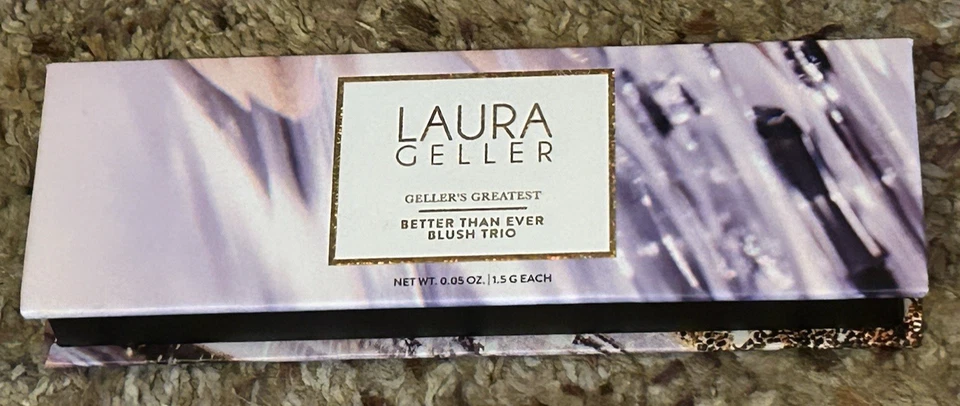 LAURA
GELLER
GELLER'S GREATEST
BETTER THAN EVER
BLUSH TRIO
NET WT. 0.05 OZ. | 1.5 G EACH